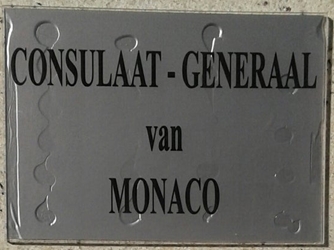 CONSULAAT - GENERAAL
van
MONACO